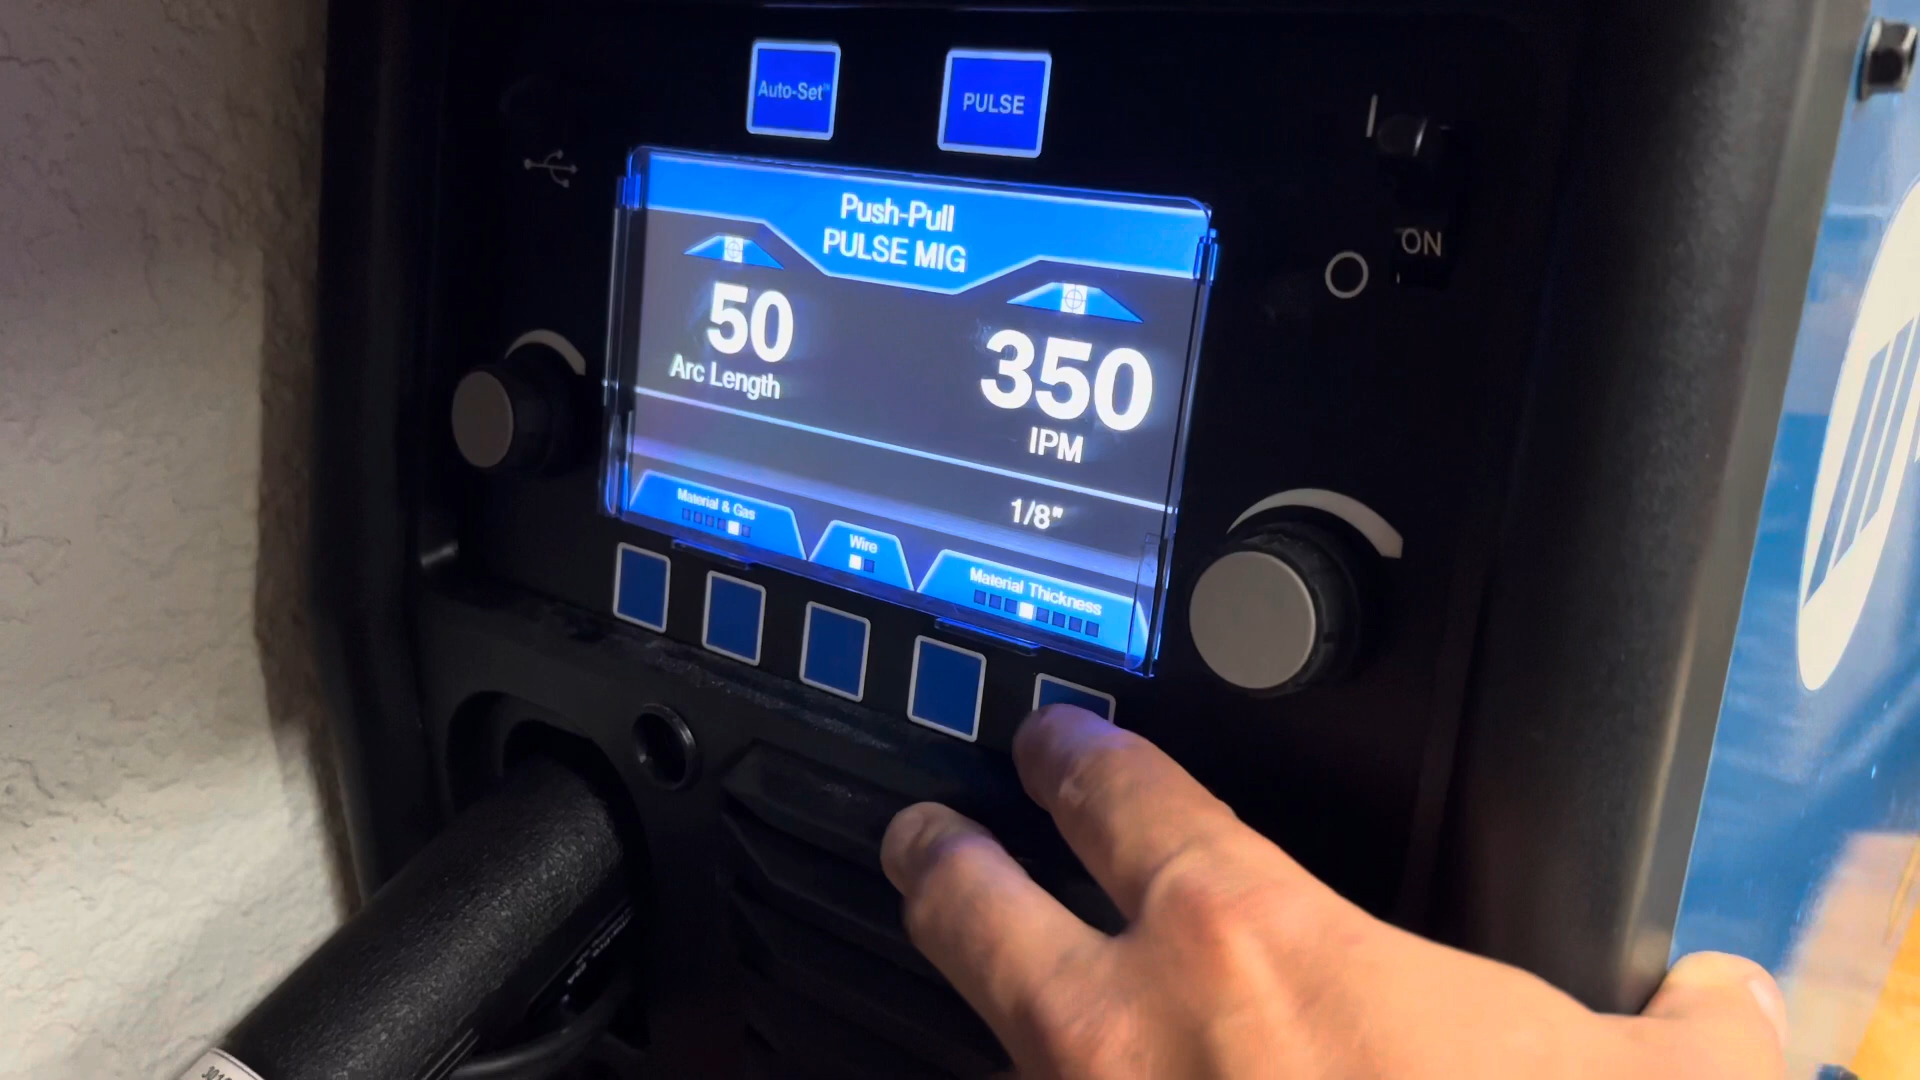 Auto-Set™
PULSE
Push-Pull
PULSE MIG
50
Arc Length
350
IPM
ON
1/8"
Material & Gas
Wire
Material Thickness